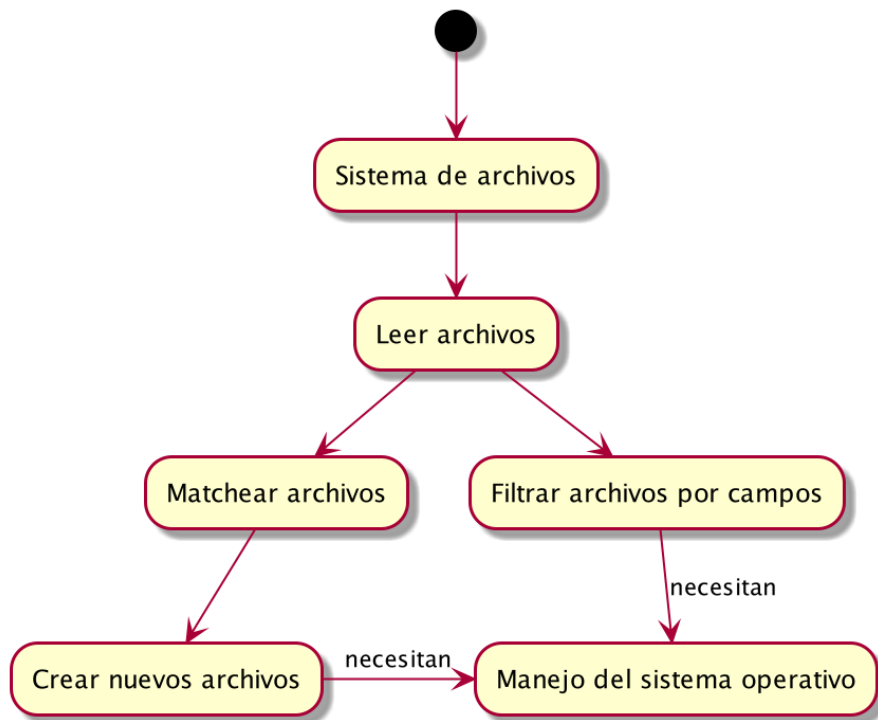 Sistema de archivos
Leer archivos
Matchear archivos
Filtrar archivos por campos
necesitan
necesitan
Crear nuevos archivos
Manejo del sistema operativo